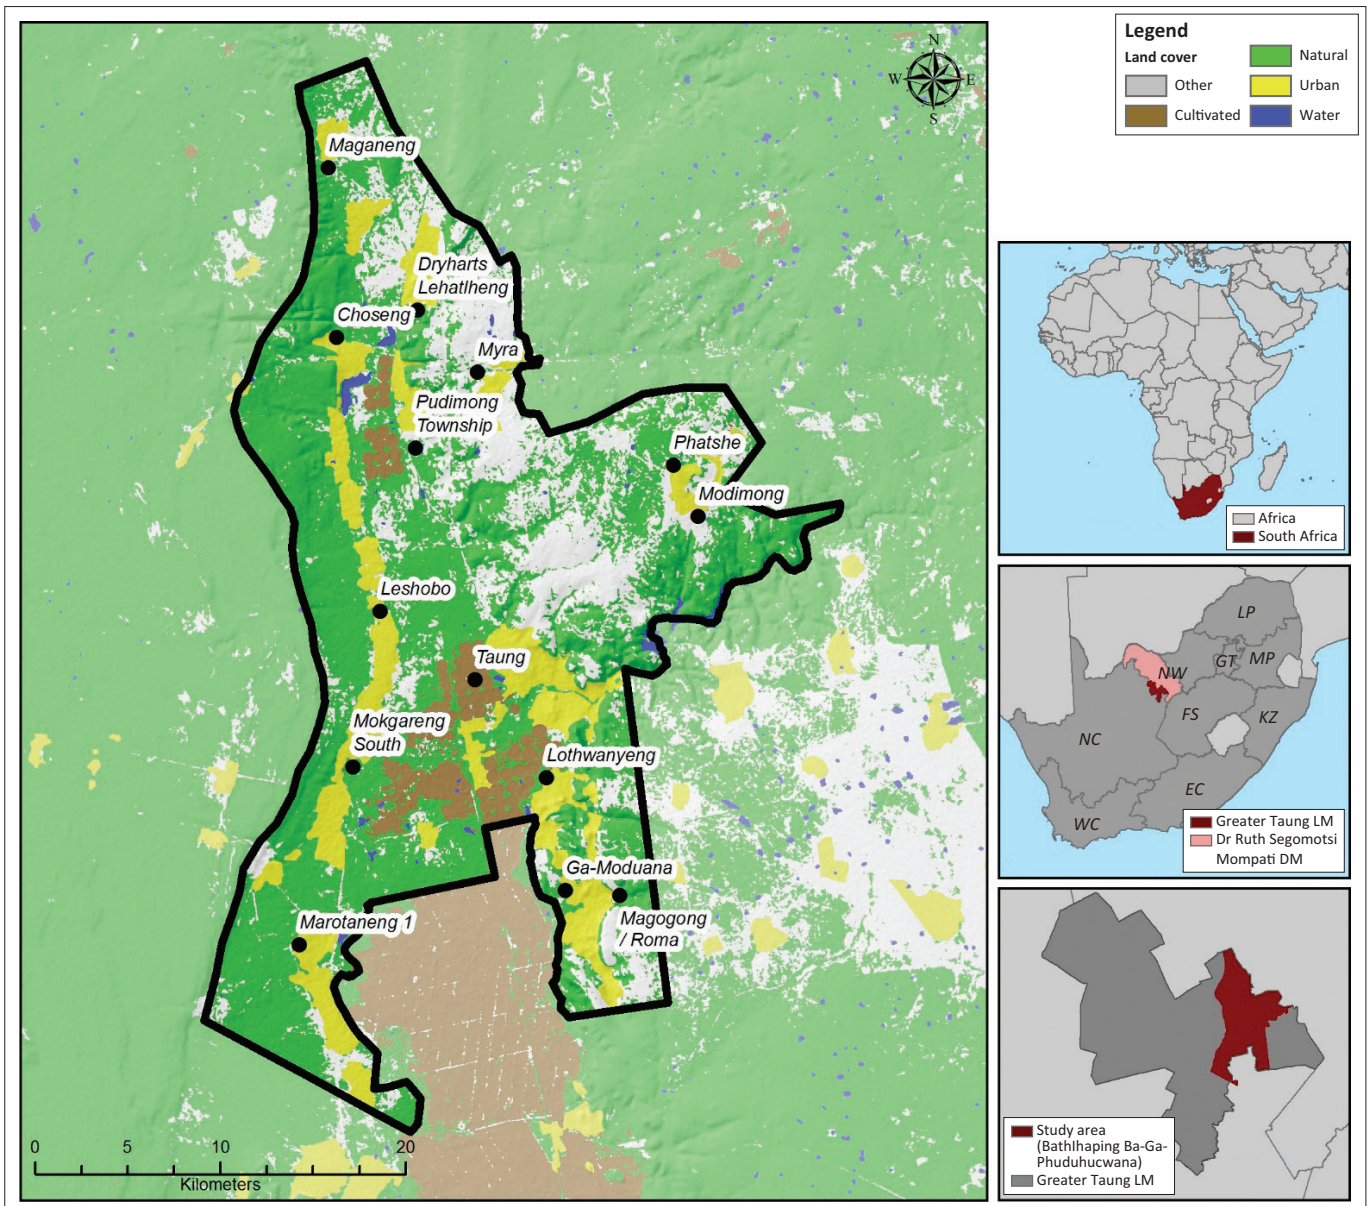 N
W
E
S
Maganeng
Dryharts
Lehatlheng
Choseng
Myra
Pudimong
Township
Phatshe
Modimong
Leshobo
Taung
Mokgareng
South
Lothwanyeng
Ga-Moduana
Magogong
/ Roma
Marotaneng 1
0
5
10
20
Kilometers
Legend
Land cover
Other
Cultivated
Natural
Urban
Water
Africa
South Africa
LP
GT
MP
NW
FS
KZ
NC
EC
WC
Greater Taung LM
Dr Ruth Segomotsi
Mompati DM
Study area
(Bathlhaping Ba-Ga-
Phuduhucwana)
Greater Taung LM